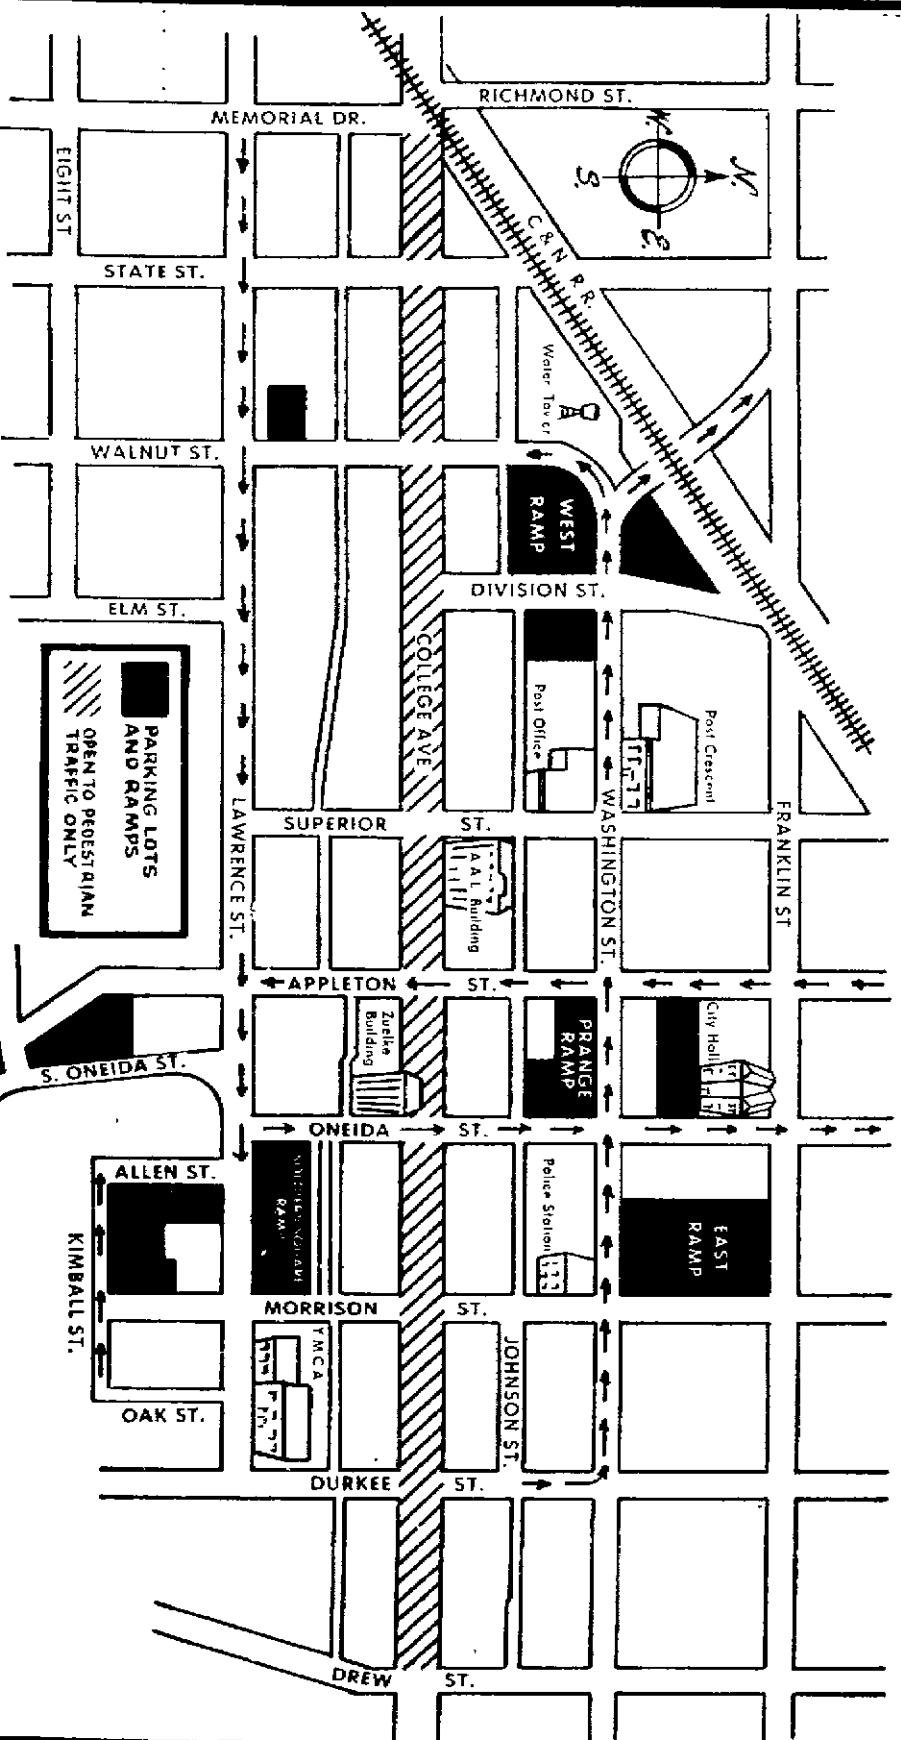 RICHMOND ST.
MEMORIAL DR.
EIGHT ST
W.
N.
S.
E.
C & N R.R.
STATE ST.
Water Tower
WALNUT ST.
WEST
RAMP
DIVISION ST.
ELM ST.
COLLEGE AVE
Post Office
Post Crescent
PARKING LOTS
AND RAMPS
OPEN TO PEDESTRIAN
TRAFFIC ONLY
LAWRENCE ST.
SUPERIOR ST.
WASHINGTON ST.
FRANKLIN ST
A A L Building
APPLETON ST.
Zuelke
Building
PRANGE
RAMP
City Hall
S. ONEIDA ST.
ONEIDA ST.
ALLEN ST.
RAMP
Police Station
EAST
RAMP
KIMBALL ST.
MORRISON ST.
YMCA
JOHNSON ST.
OAK ST.
DURKEE ST.
DREW ST.